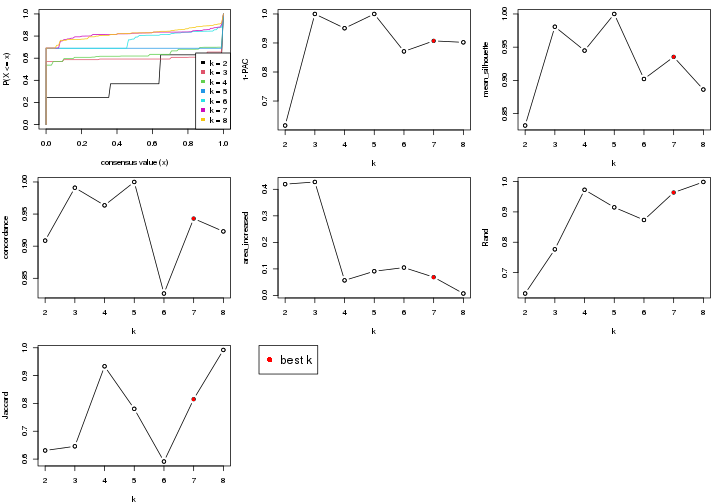 P(X <= x)
0.0 0.2 0.4 0.6 0.8 1.0
k = 2
k = 3
k = 4
k = 5
k = 6
k = 7
k = 8
0.0 0.2 0.4 0.6 0.8 1.0
consensus value (x)
1-PAC
0.7 0.8 0.9 1.0
2 3 4 5 6 7 8
k
mean_silhouette
0.85 0.90 0.95 1.00
2 3 4 5 6 7 8
k
concordance
0.85 0.90 0.95 1.00
2 3 4 5 6 7 8
k
area_increased
0.0 0.1 0.2 0.3 0.4
2 3 4 5 6 7 8
k
Rand
0.7 0.8 0.9 1.0
2 3 4 5 6 7 8
k
Jaccard
0.6 0.7 0.8 0.9 1.0
2 3 4 5 6 7 8
k
best k